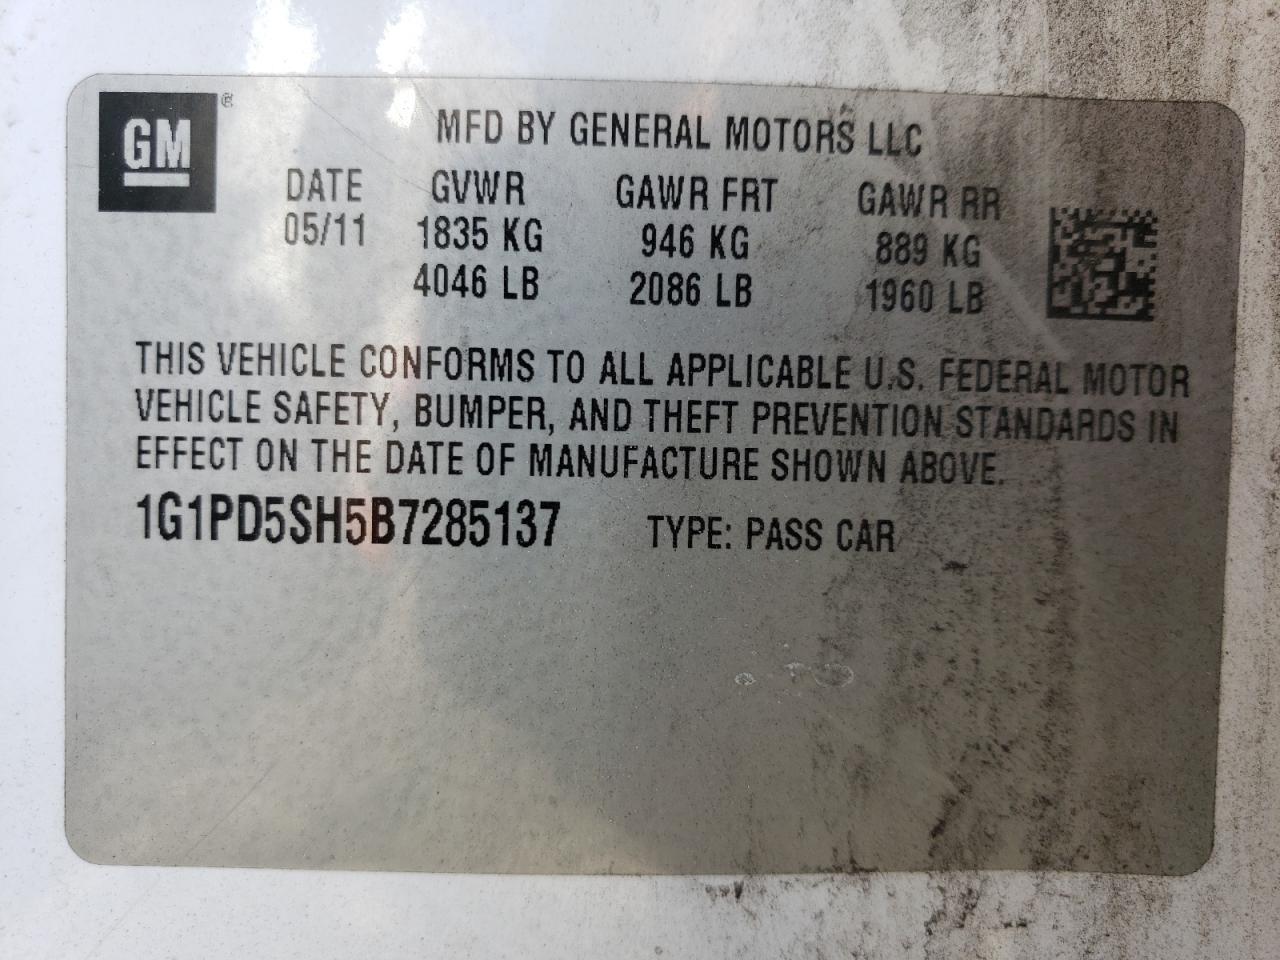 GM ®
MFD BY GENERAL MOTORS LLC
DATE GVWR GAWR FRT GAWR RR
05/11 1835 KG 946 KG 889 KG
4046 LB 2086 LB 1960 LB
THIS VEHICLE CONFORMS TO ALL APPLICABLE U.S. FEDERAL MOTOR
VEHICLE SAFETY, BUMPER, AND THEFT PREVENTION STANDARDS IN
EFFECT ON THE DATE OF MANUFACTURE SHOWN ABOVE.
1G1PD5SH5B7285137 TYPE: PASS CAR